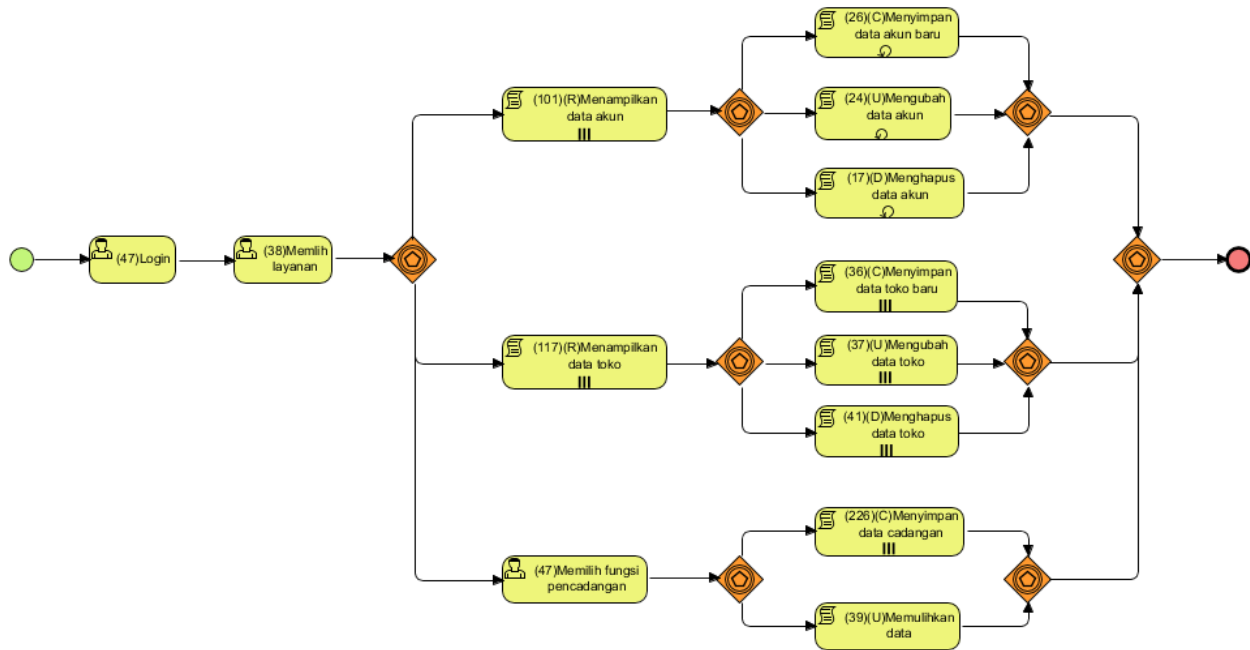 (26)(C)Menyimpan
data akun baru
(101)(R)Menampilkan
data akun
(24)(U)Mengubah
data akun
(17)(D)Menghapus
data akun
(47)Login
(38)Memlih
layanan
(36)(C)Menyimpan
data toko baru
(117)(R)Menampilkan
data toko
(37)(U)Mengubah
data toko
(41)(D)Menghapus
data toko
(226)(C)Menyimpan
data cadangan
(47)Memilih fungsi
pencadangan
(39)(U)Memulihkan
data